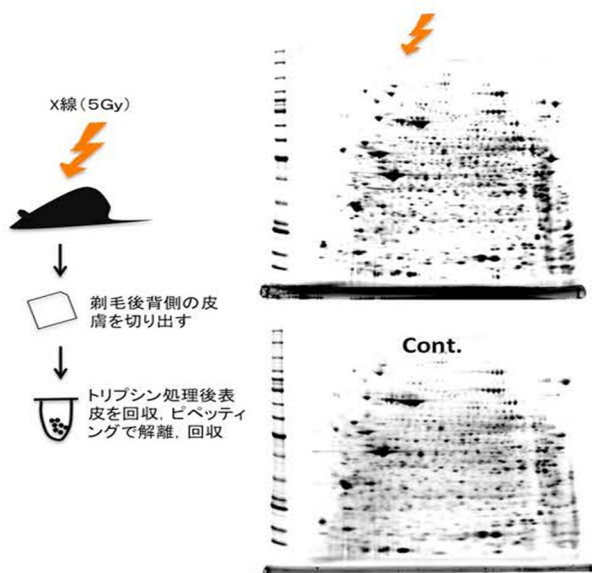 X線(5Gy)
剃毛後背側の皮
膚を切り出す
トリプシン処理後表
皮を回収,ピペッティ
ングで解離,回収
Cont.